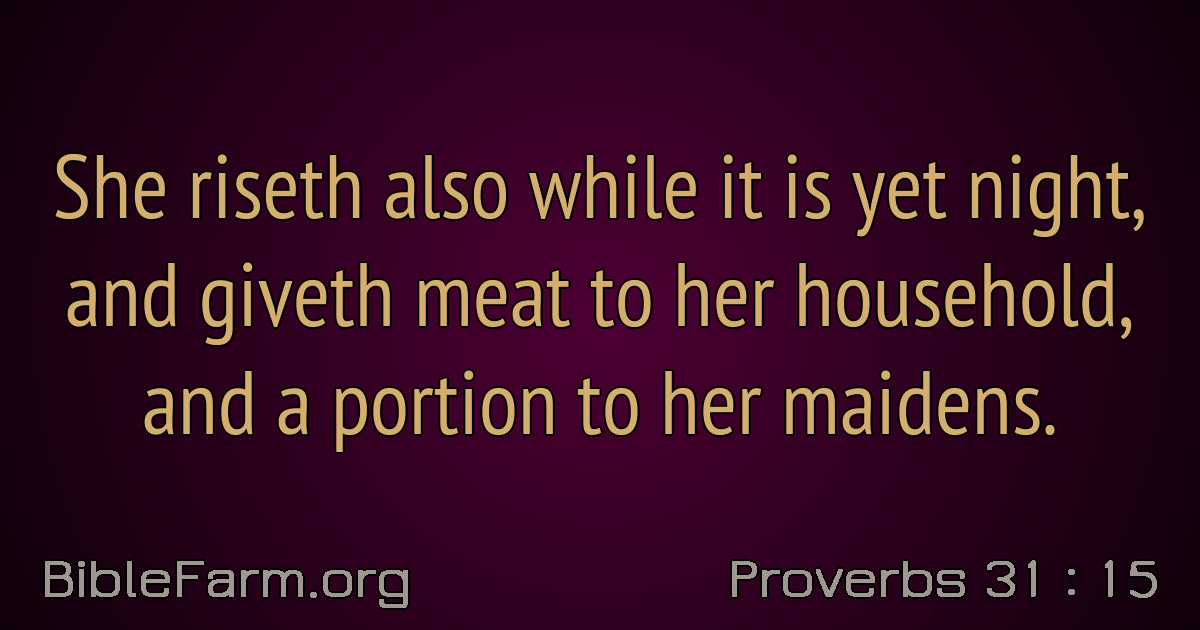 She riseth also while it is yet night,
and giveth meat to her household,
and a portion to her maidens.
BibleFarm.org
Proverbs 31 : 15